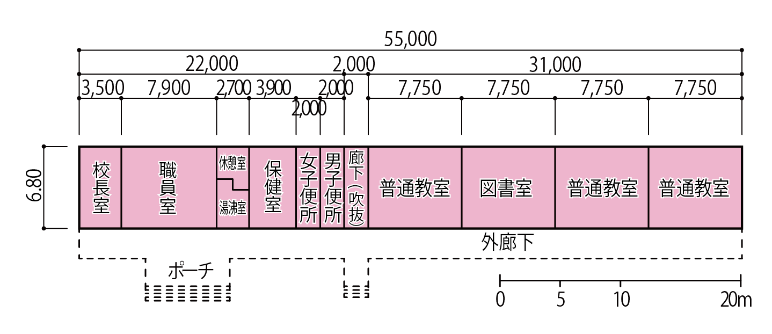 55,000
22,000 2,000 31,000
3,500 7,900 2,700 3,900 2,000 7,750 7,750 7,750 7,750
2,000
6.80
校長室
職員室
休憩室
湯沸室
保健室
女子便所
男子便所
廊下(吹抜)
普通教室
図書室
普通教室
普通教室
外廊下
ポーチ
0 5 10 20m